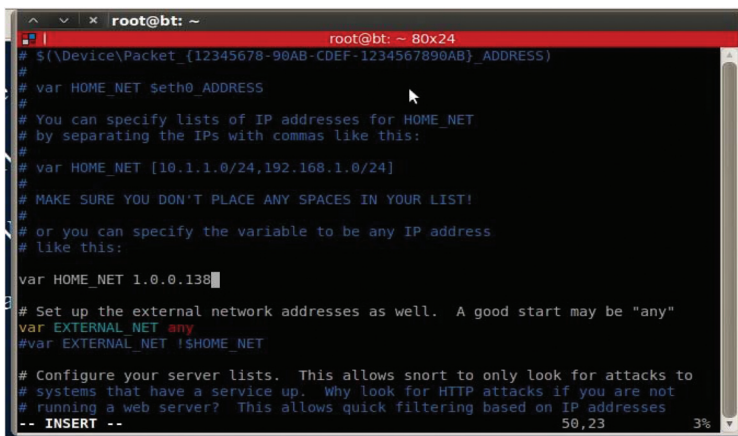 root@bt: ~
root@bt: ~ 80x24
# $(\Device\Packet_{12345678-90AB-CDEF-1234567890AB}_ADDRESS)
#
# var HOME_NET $eth0_ADDRESS
#
# You can specify lists of IP addresses for HOME_NET
# by separating the IPs with commas like this:
#
# var HOME_NET [10.1.1.0/24,192.168.1.0/24]
#
# MAKE SURE YOU DON'T PLACE ANY SPACES IN YOUR LIST!
#
# or you can specify the variable to be any IP address
# like this:
var HOME_NET 1.0.0.138
# Set up the external network addresses as well.  A good start may be "any"
var EXTERNAL_NET any
#var EXTERNAL_NET !$HOME_NET
# Configure your server lists.  This allows snort to only look for attacks to
# systems that have a service up.  Why look for HTTP attacks if you are not
# running a web server?  This allows quick filtering based on IP addresses
-- INSERT -- 50,23 3%